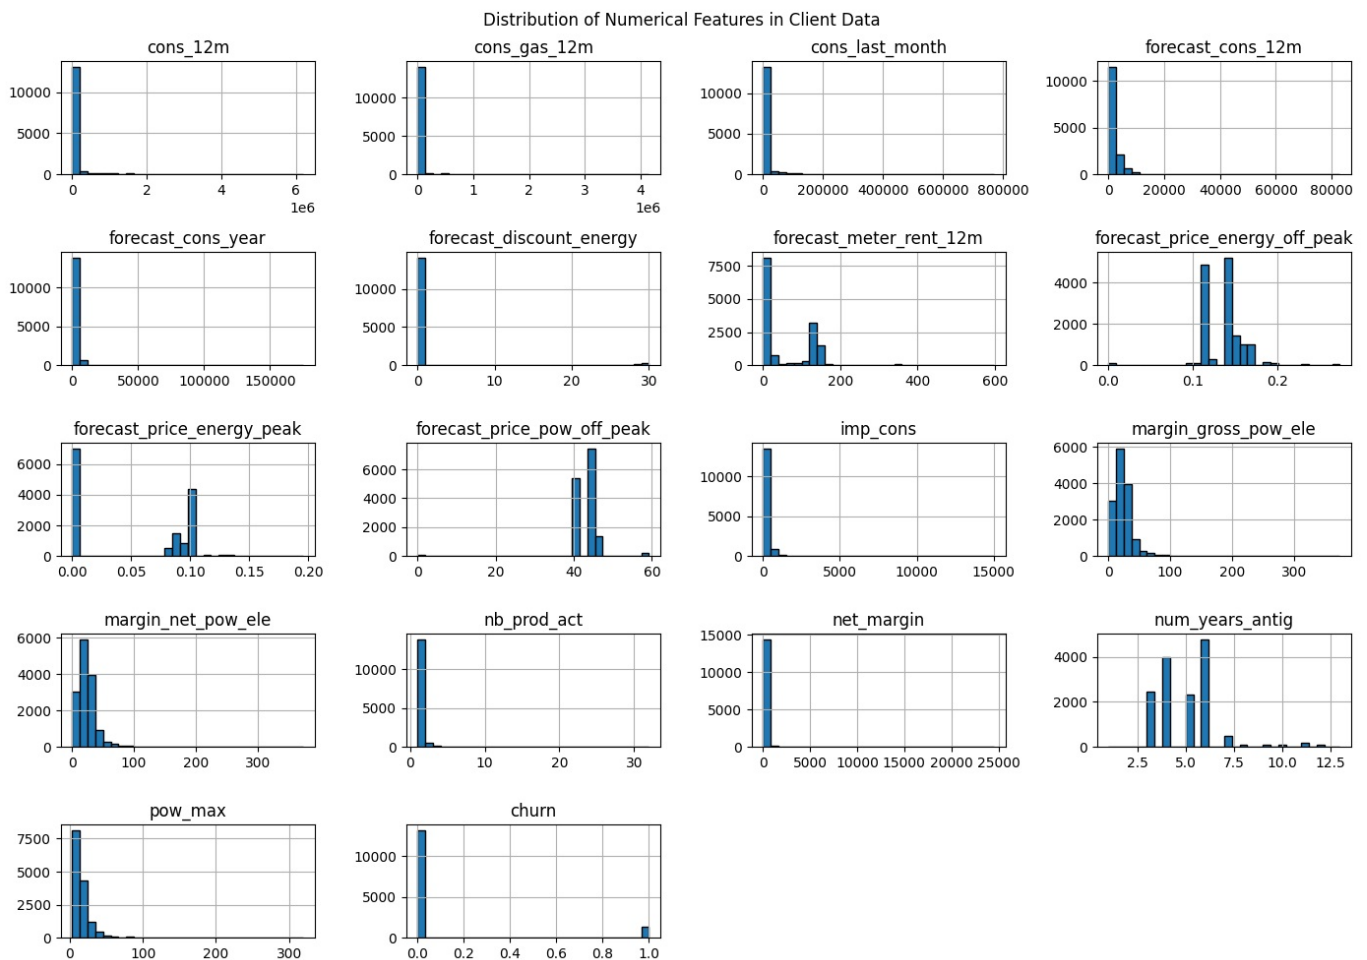 Distribution of Numerical Features in Client Data
cons_12m cons_gas_12m cons_last_month forecast_cons_12m
10000
5000
0
0 2 4 6
1e6
10000
5000
0
0 1 2 3 4
1e6
10000
5000
0
0 200000 400000 600000 800000
10000
5000
0
0 20000 40000 60000 80000
forecast_cons_year forecast_discount_energy forecast_meter_rent_12m forecast_price_energy_off_peak
10000
5000
0
0 50000 100000 150000
10000
5000
0
0 10 20 30
7500
5000
2500
0
0 200 400 600
4000
2000
0
0.0 0.1 0.2
forecast_price_energy_peak forecast_price_pow_off_peak imp_cons margin_gross_pow_ele
6000
4000
2000
0
0.00 0.05 0.10 0.15 0.20
6000
4000
2000
0
0 20 40 60
10000
5000
0
0 5000 10000 15000
6000
4000
2000
0
0 100 200 300
margin_net_pow_ele nb_prod_act net_margin num_years_antig
6000
4000
2000
0
0 100 200 300
10000
5000
0
0 10 20 30
15000
10000
5000
0
0 5000 10000 15000 20000 25000
4000
2000
0
2.5 5.0 7.5 10.0 12.5
pow_max churn
7500
5000
2500
0
0 100 200 300
10000
5000
0
0.0 0.2 0.4 0.6 0.8 1.0